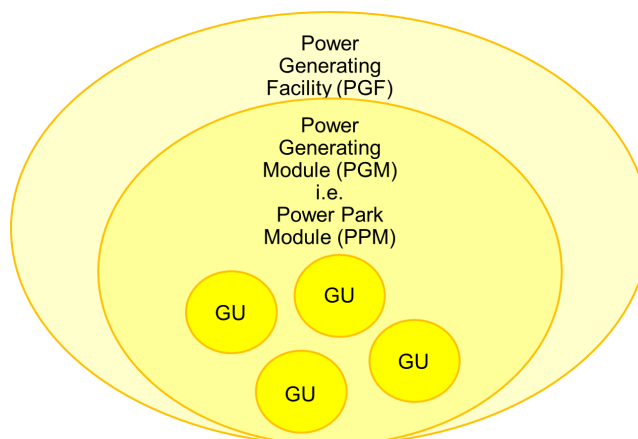 Power
Generating
Facility (PGF)
Power
Generating
Module (PGM)
i.e.
Power Park
Module (PPM)
GU
GU
GU
GU